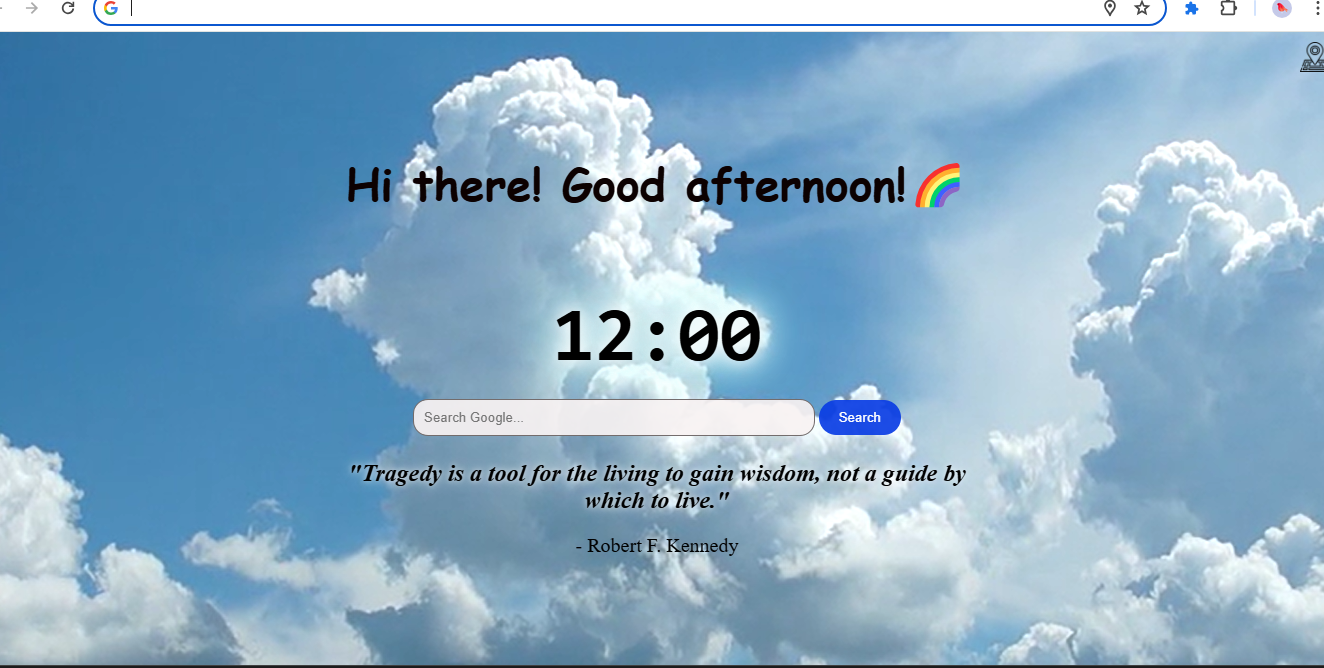 Hi there! Good afternoon!🌈
12:00
Search Google...
Search
"Tragedy is a tool for the living to gain wisdom, not a guide by
which to live."
- Robert F. Kennedy